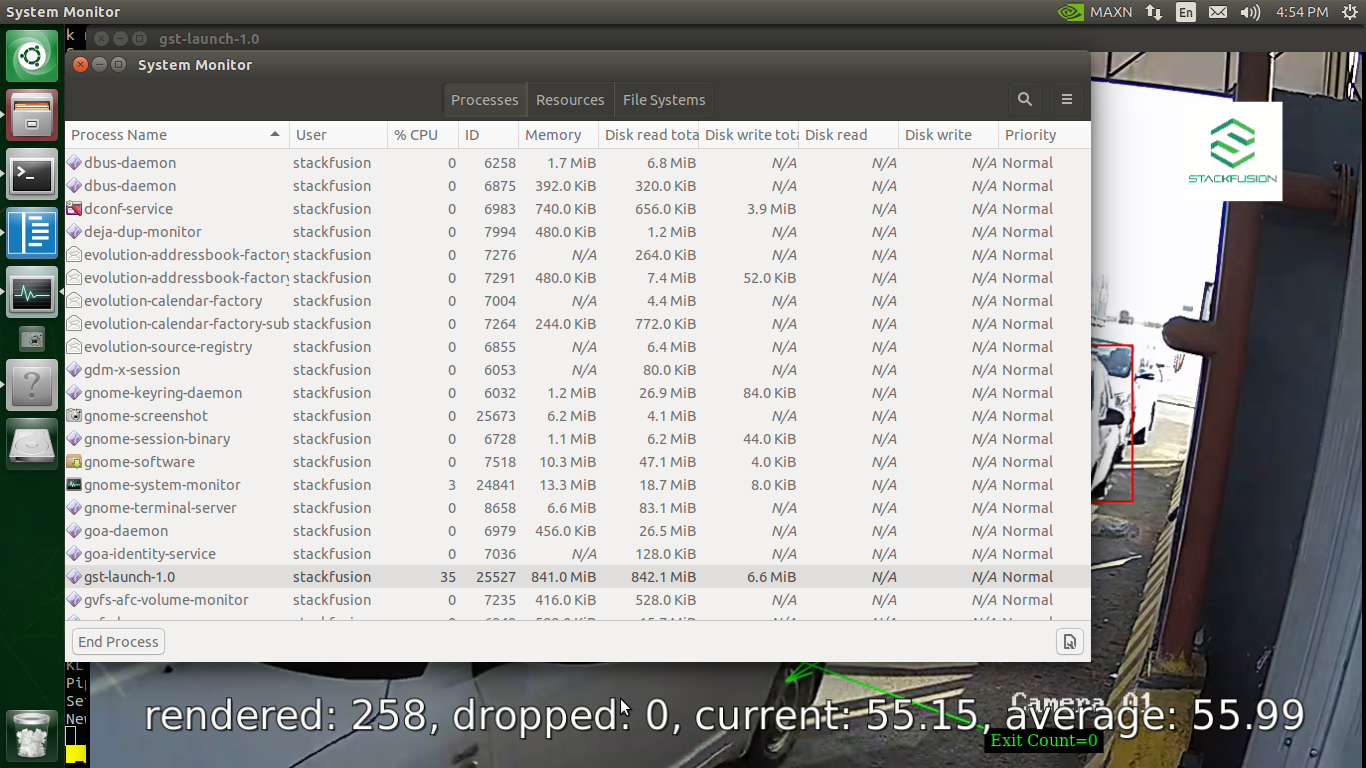 System Monitor MAXN En 4:54 PM
gst-launch-1.0
System Monitor
Processes Resources File Systems
Process Name User % CPU ID Memory Disk read tota Disk write tota Disk read Disk write Priority
dbus-daemon stackfusion 0 6258 1.7 MiB 6.8 MiB N/A N/A N/A Normal
dbus-daemon stackfusion 0 6875 392.0 KiB 320.0 KiB N/A N/A N/A Normal
dconf-service stackfusion 0 6983 740.0 KiB 656.0 KiB 3.9 MiB N/A N/A Normal
deja-dup-monitor stackfusion 0 7994 480.0 KiB 1.2 MiB N/A N/A N/A Normal
evolution-addressbook-factory stackfusion 0 7276 N/A 264.0 KiB N/A N/A N/A Normal
evolution-addressbook-factory stackfusion 0 7291 480.0 KiB 7.4 MiB 52.0 KiB N/A N/A Normal
evolution-calendar-factory stackfusion 0 7004 N/A 4.4 MiB N/A N/A N/A Normal
evolution-calendar-factory-sub stackfusion 0 7264 244.0 KiB 772.0 KiB N/A N/A N/A Normal
evolution-source-registry stackfusion 0 6855 N/A 6.4 MiB N/A N/A N/A Normal
gdm-x-session stackfusion 0 6053 N/A 80.0 KiB N/A N/A N/A Normal
gnome-keyring-daemon stackfusion 0 6032 1.2 MiB 26.9 MiB 84.0 KiB N/A N/A Normal
gnome-screenshot stackfusion 0 25673 6.2 MiB 4.1 MiB N/A N/A N/A Normal
gnome-session-binary stackfusion 0 6728 1.1 MiB 6.2 MiB 44.0 KiB N/A N/A Normal
gnome-software stackfusion 0 7518 10.3 MiB 47.1 MiB 4.0 KiB N/A N/A Normal
gnome-system-monitor stackfusion 3 24841 13.3 MiB 18.7 MiB 8.0 KiB N/A N/A Normal
gnome-terminal-server stackfusion 0 8658 6.6 MiB 83.1 MiB N/A N/A N/A Normal
goa-daemon stackfusion 0 6979 456.0 KiB 26.5 MiB N/A N/A N/A Normal
goa-identity-service stackfusion 0 7036 N/A 128.0 KiB N/A N/A N/A Normal
gst-launch-1.0 stackfusion 35 25527 841.0 MiB 842.1 MiB 6.6 MiB N/A N/A Normal
gvfs-afc-volume-monitor stackfusion 0 7235 416.0 KiB 528.0 KiB N/A N/A N/A Normal
End Process
STACKFUSION
KL
Pip
Se
New
Camera 01
rendered: 258, dropped: 0, current: 55.15, average: 55.99
Exit Count=0